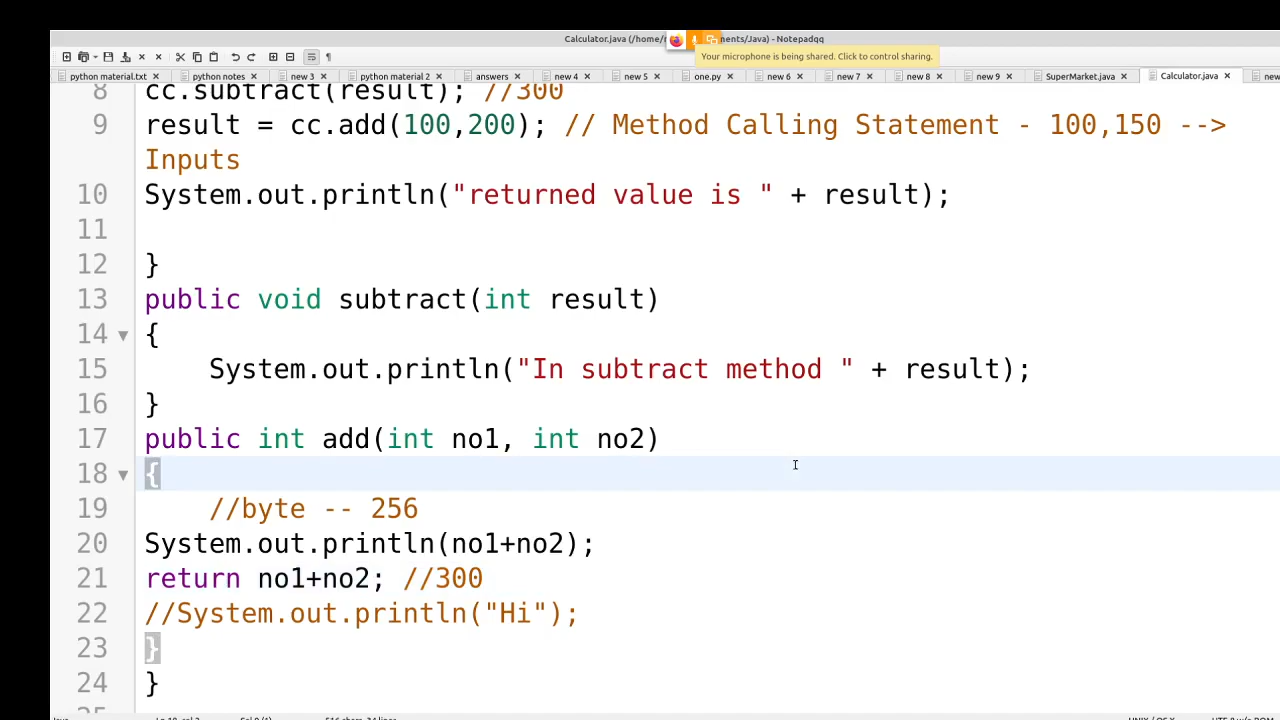 Calculator.java (/home/ ments/Java) - Notepadqq
Your microphone is being shared. Click to control sharing.
python material.txt python notes new 3 python material 2 answers new 4 new 5 one.py new 6 new 7 new 8 new 9 SuperMarket.java Calculator.java new
8 cc.subtract(result); //300
9 result = cc.add(100,200); // Method Calling Statement - 100,150 -->
Inputs
10 System.out.println("returned value is " + result);
11
12 }
13 public void subtract(int result)
14 {
15 System.out.println("In subtract method " + result);
16 }
17 public int add(int no1, int no2)
18 {
19 //byte -- 256
20 System.out.println(no1+no2);
21 return no1+no2; //300
22 //System.out.println("Hi");
23 }
24 }